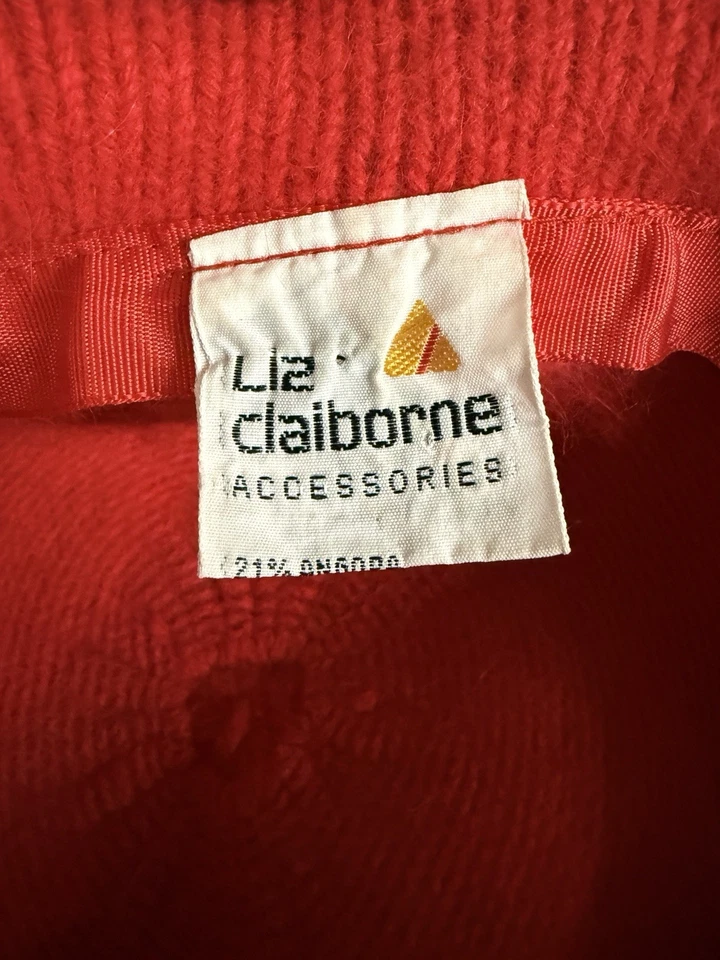 Liz
claiborne
ACCESSORIES
21% ANGORA